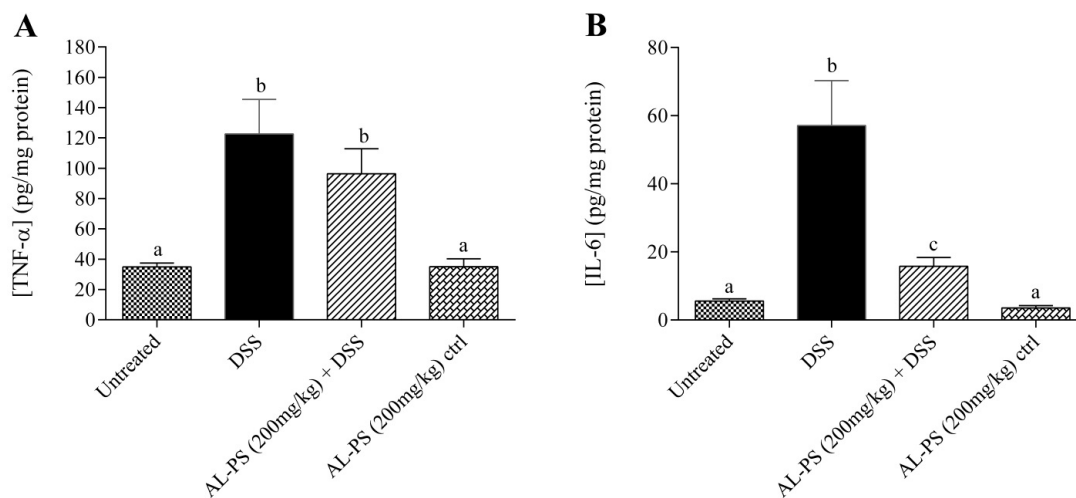 A
[TNF-α] (pg/mg protein)
180
160
140
120
100
80
60
40
20
0
a
b
b
a
Untreated
DSS
AL-PS (200mg/kg) + DSS
AL-PS (200mg/kg) ctrl
B
[IL-6] (pg/mg protein)
80
60
40
20
0
a
b
c
a
Untreated
DSS
AL-PS (200mg/kg) + DSS
AL-PS (200mg/kg) ctrl